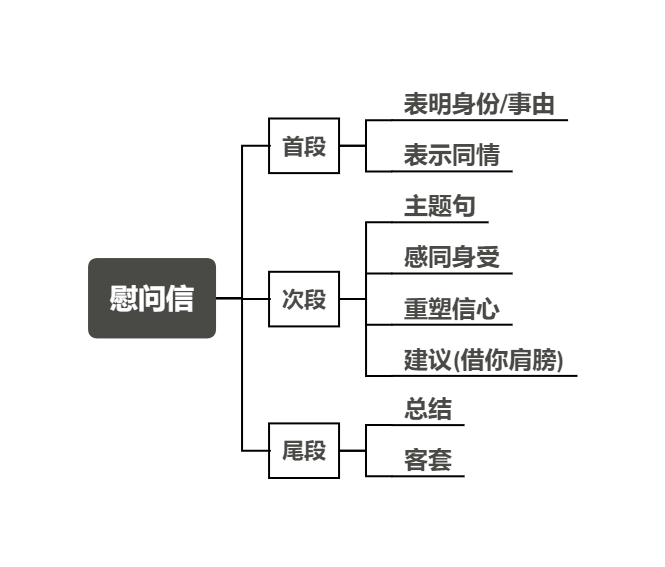 慰问信
首段
表明身份/事由
表示同情
次段
主题句
感同身受
重塑信心
建议(借你肩膀)
尾段
总结
客套